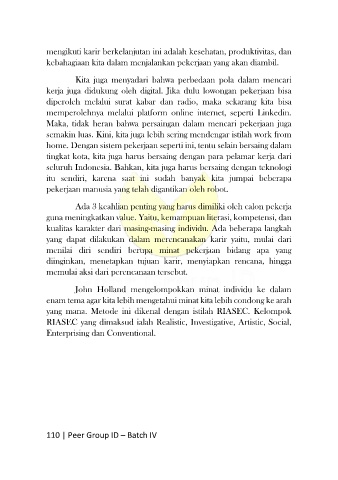 mengikuti karir berkelanjutan ini adalah kesehatan, produktivitas, dan
kebahagiaan kita dalam menjalankan pekerjaan yang akan diambil.
Kita juga menyadari bahwa perbedaan pola dalam mencari
kerja juga didukung oleh digital. Jika dulu lowongan pekerjaan bisa
diperoleh melalui surat kabar dan radio, maka sekarang kita bisa
memperolehnya melalui platform online internet, seperti Linkedin.
Maka, tidak heran bahwa persaingan dalam mencari pekerjaan juga
semakin luas. Kini, kita juga lebih sering mendengar istilah work from
home. Dengan sistem pekerjaan seperti ini, tentu selain bersaing dalam
tingkat kota, kita juga harus bersaing dengan para pelamar kerja dari
seluruh Indonesia. Bahkan, kita juga harus bersaing dengan teknologi
itu sendiri, karena saat ini sudah banyak kita jumpai beberapa
pekerjaan manusia yang telah digantikan oleh robot.
Ada 3 keahlian penting yang harus dimiliki oleh calon pekerja
guna meningkatkan value. Yaitu, kemampuan literasi, kompetensi, dan
kualitas karakter dari masing-masing individu. Ada beberapa langkah
yang dapat dilakukan dalam merencanakan karir yaitu, mulai dari
menilai diri sendiri berupa minat pekerjaan bidang apa yang
diinginkan, menetapkan tujuan karir, menyiapkan rencana, hingga
memulai aksi dari perencanaan tersebut.
John Holland mengelompokkan minat individu ke dalam
enam tema agar kita lebih mengetahui minat kita lebih condong ke arah
yang mana. Metode ini dikenal dengan istilah RIASEC. Kelompok
RIASEC yang dimaksud ialah Realistic, Investigative, Artistic, Social,
Enterprising dan Conventional.
110 | Peer Group ID – Batch IV